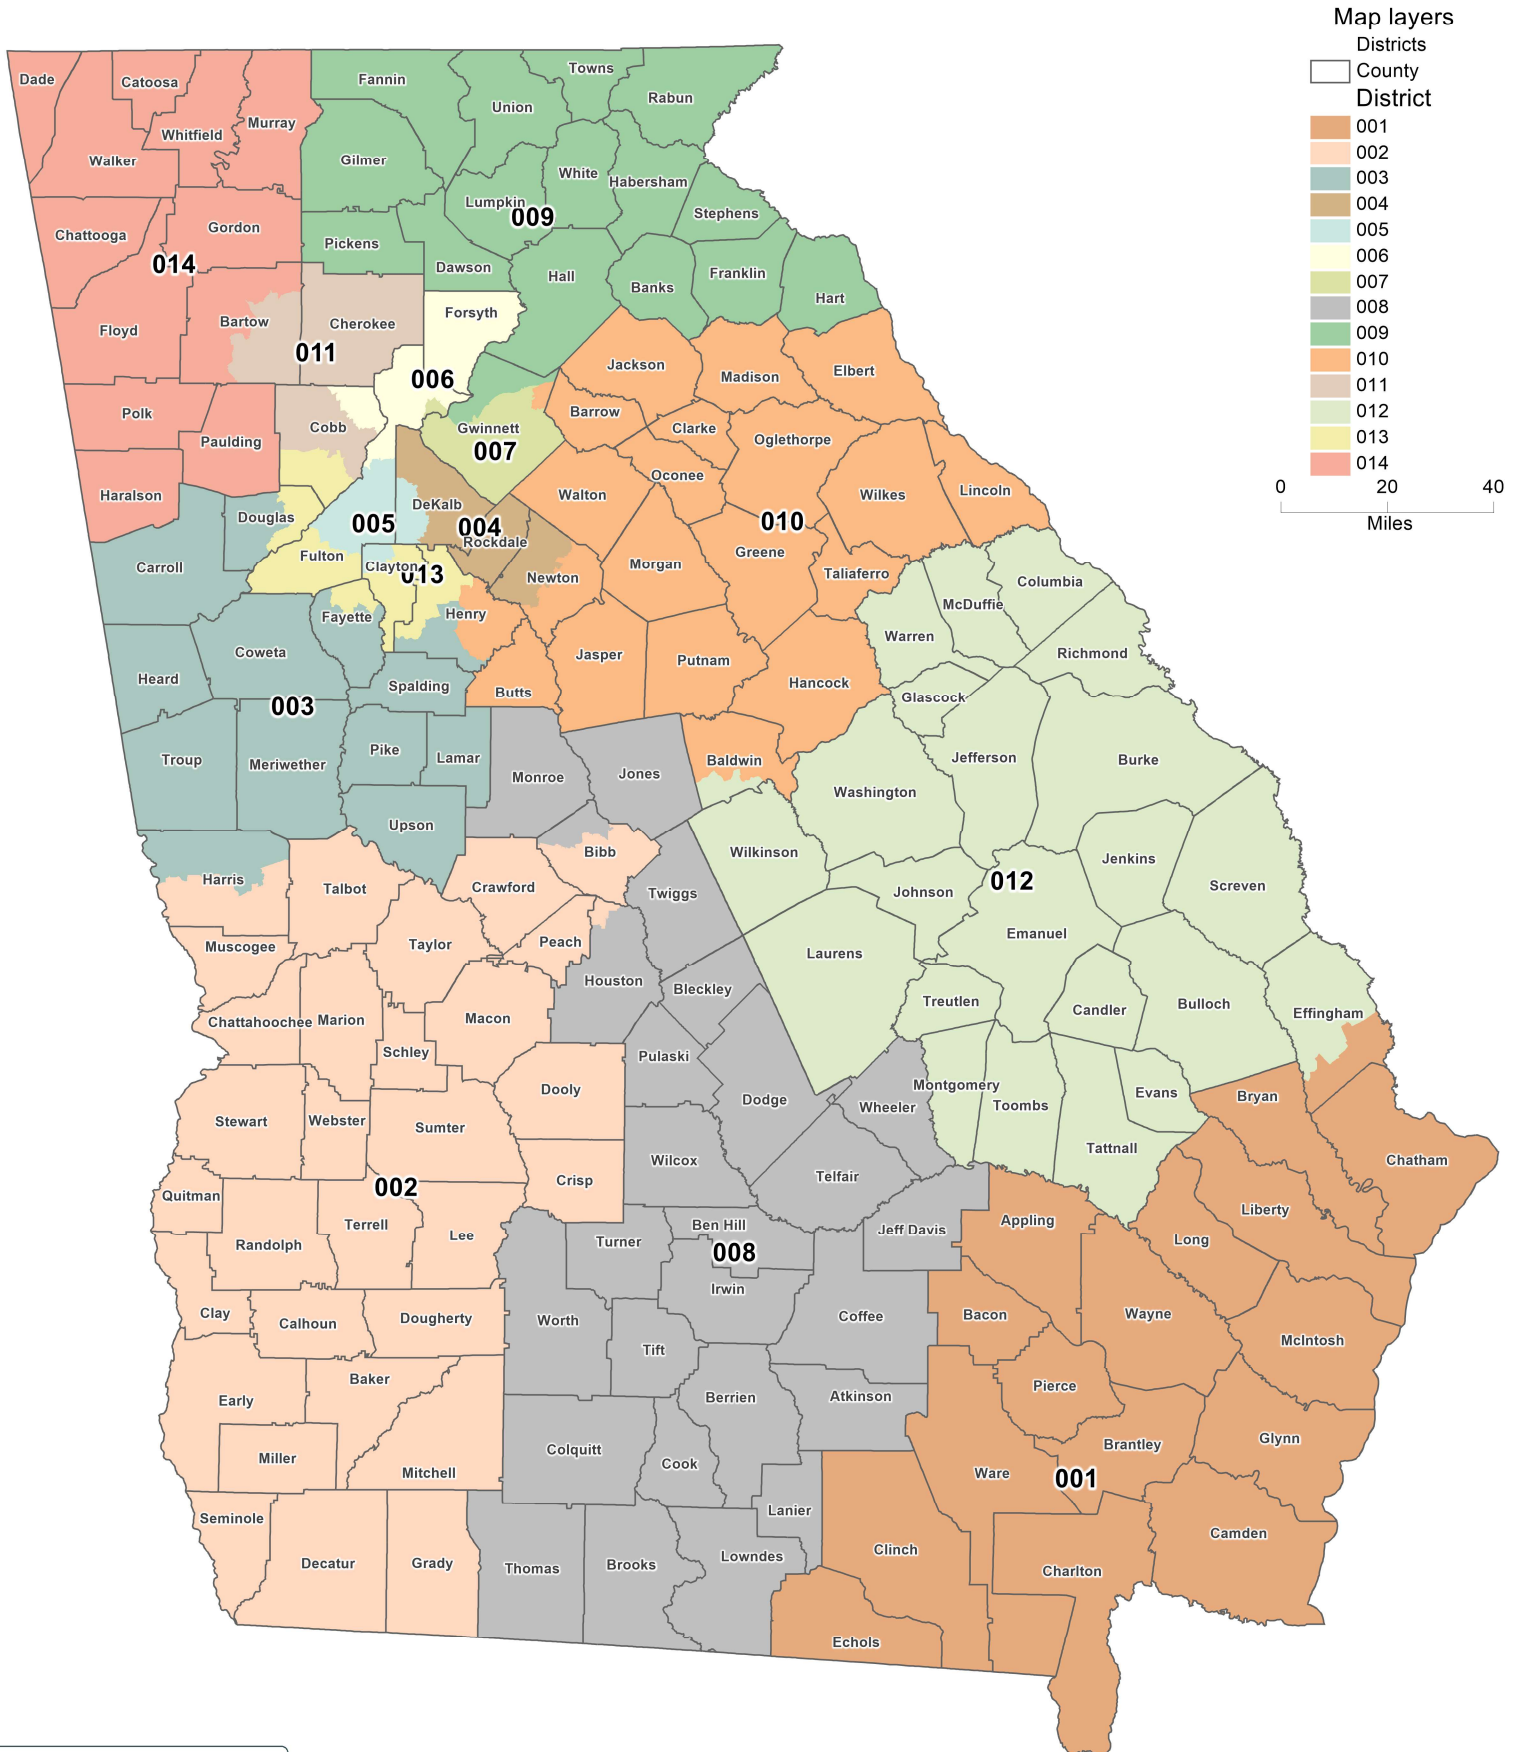 Map layers
Districts
County
District
001
002
003
004
005
006
007
008
009
010
011
012
013
014
0 20 40
Miles
Dade
Catoosa
Fannin
Towns
Union
Rabun
Whitfield
Murray
Walker
Gilmer
White
Habersham
Lumpkin
009
Stephens
Chattooga
Gordon
Pickens
014
Dawson
Hall
Banks
Franklin
Hart
Floyd
Bartow
Cherokee
Forsyth
011
006
Jackson
Madison
Elbert
Polk
Paulding
Cobb
Gwinnett
007
Barrow
Clarke
Oglethorpe
Haralson
Oconee
Walton
Wilkes
Lincoln
Douglas
005
DeKalb
004
Rockdale
010
Carroll
Fulton
Clayton
013
Newton
Morgan
Greene
Taliaferro
Columbia
McDuffie
Fayette
Henry
Warren
Coweta
Heard
Spalding
Butts
Jasper
Putnam
Hancock
Richmond
Glascock
003
Troup
Meriwether
Pike
Lamar
Monroe
Jones
Baldwin
Washington
Jefferson
Burke
Upson
Bibb
Wilkinson
Jenkins
Harris
Talbot
Crawford
Twiggs
Johnson
012
Screven
Muscogee
Taylor
Peach
Laurens
Emanuel
Houston
Bleckley
Treutlen
Candler
Bulloch
Effingham
Chattahoochee
Marion
Macon
Schley
Pulaski
Dooly
Dodge
Wheeler
Montgomery
Toombs
Evans
Bryan
Stewart
Webster
Sumter
Wilcox
Telfair
Tattnall
Chatham
Quitman
002
Crisp
Randolph
Terrell
Lee
Turner
Ben Hill
008
Jeff Davis
Appling
Long
Liberty
Irwin
Clay
Calhoun
Dougherty
Worth
Tift
Coffee
Bacon
Wayne
McIntosh
Early
Baker
Berrien
Atkinson
Pierce
Miller
Mitchell
Colquitt
Cook
Ware
001
Brantley
Glynn
Seminole
Lanier
Decatur
Grady
Thomas
Brooks
Lowndes
Clinch
Charlton
Camden
Echols